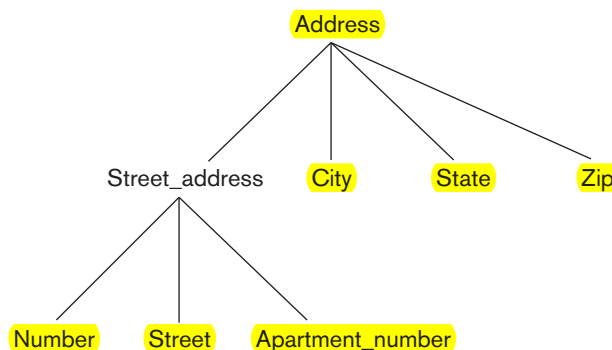 Address
Street_address City State Zip
Number Street Apartment_number